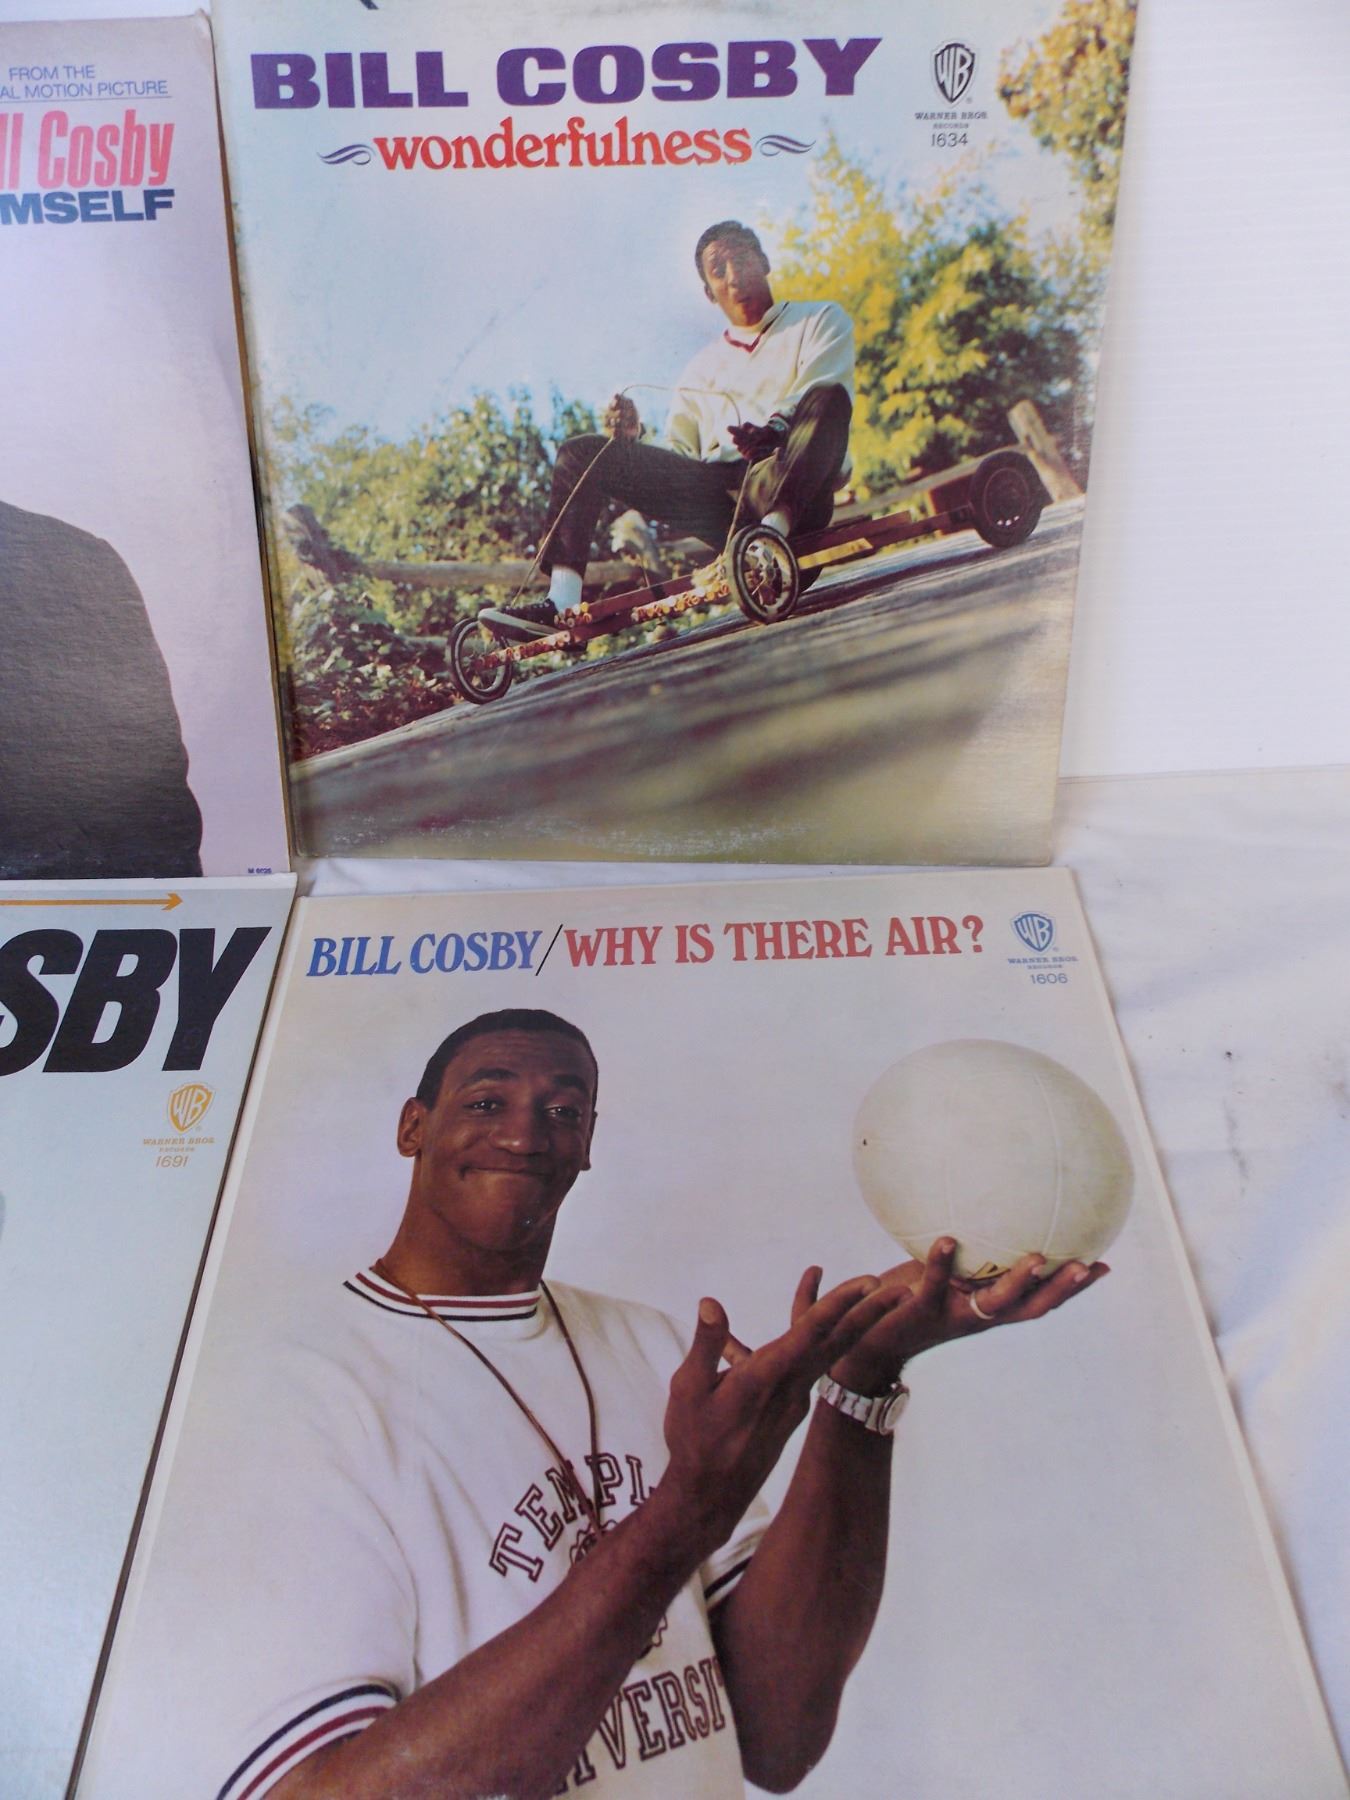 FROM THE
AL MOTION PICTURE
ll Cosby
MSELF
BILL COSBY
wonderfulness
WB
WARNER BROS.
RECORDS
1634
SBY
WB
WARNER BROS.
RECORDS
1691
BILL COSBY/WHY IS THERE AIR?
WB
WARNER BROS.
RECORDS
1606
TEMPL
IVERSI